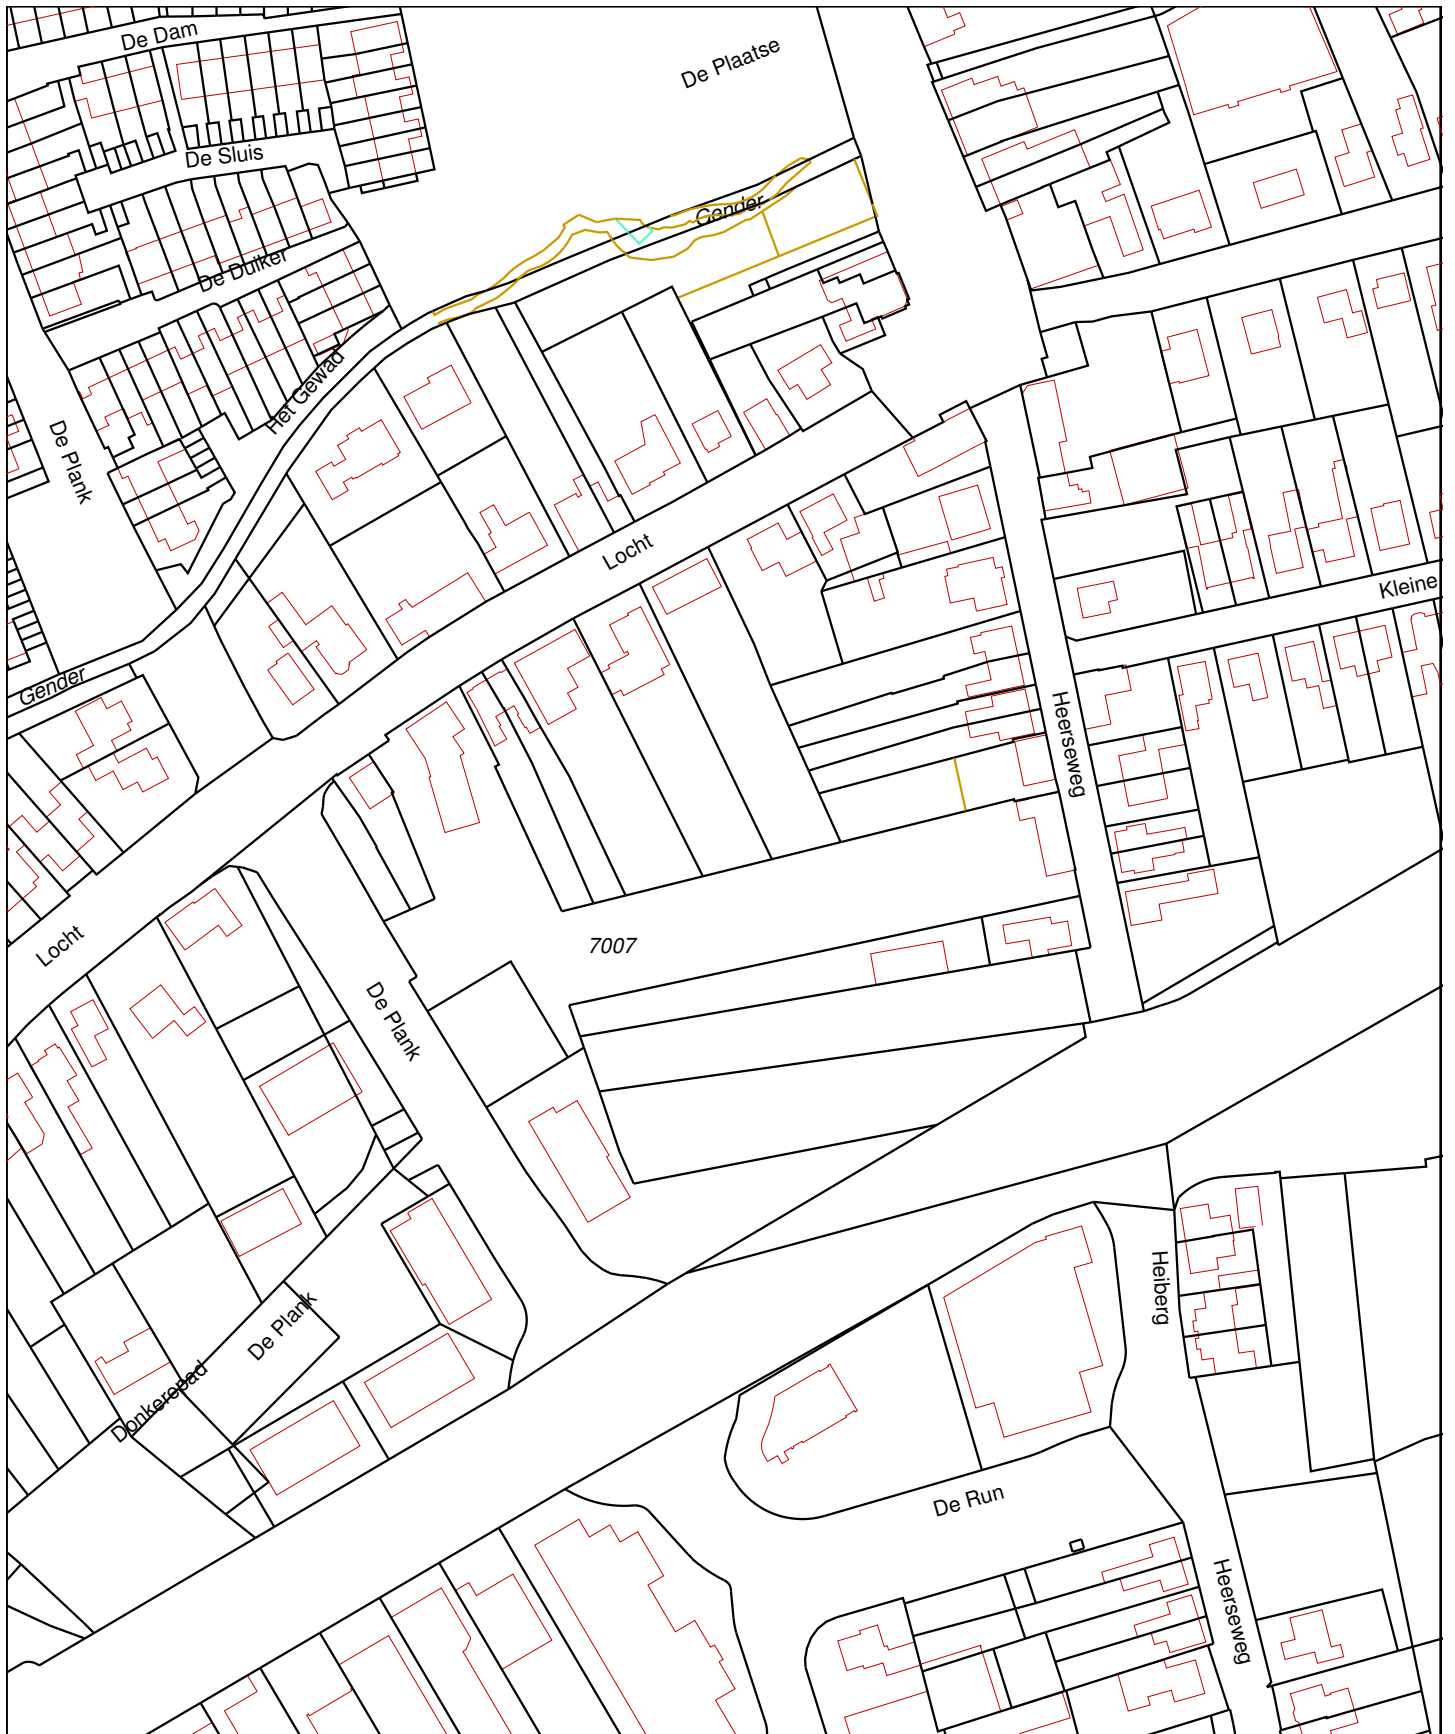 De Dam
De Plaatse
De Sluis
Gender
De Duiker
Het Gewad
De Plank
Locht
Kleine
Gender
Heerseweg
Locht
7007
De Plank
Heiberg
De Plank
Donkerepad
De Run
Heerseweg